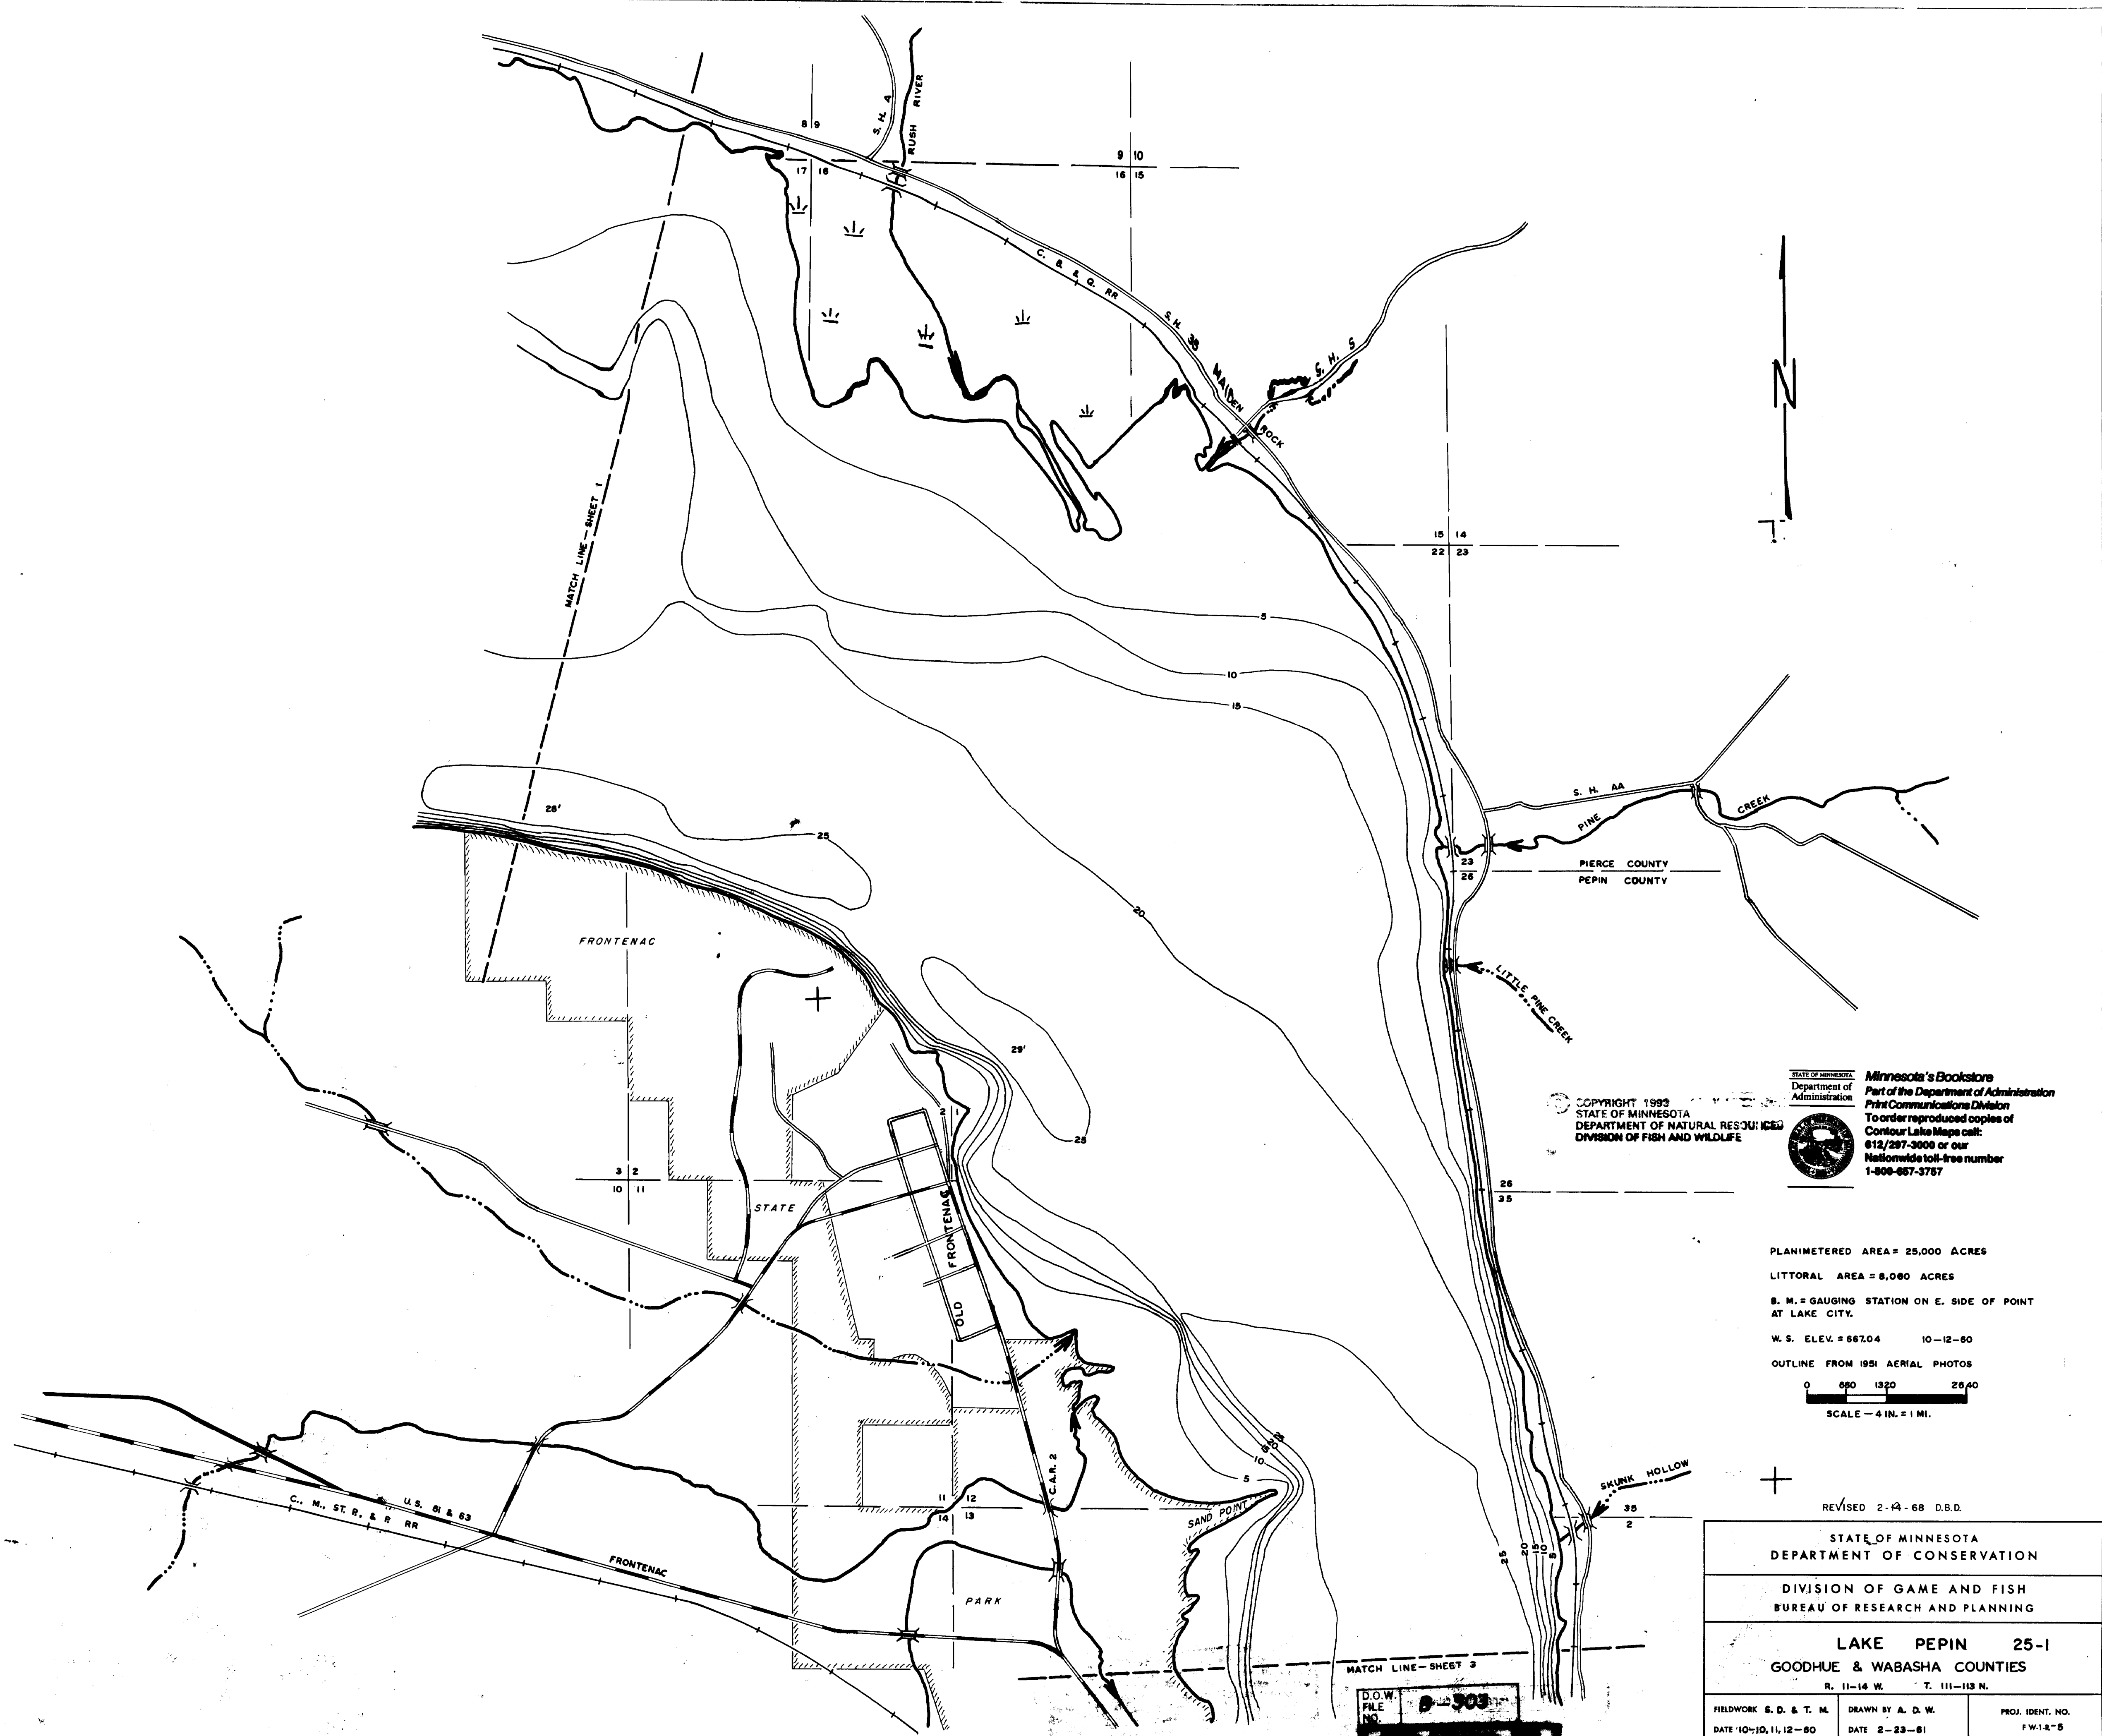 S. H. 4
RUSH RIVER
8 9
17 16
9 10
16 15
C. B. & Q. RR
S. H. 35
MAIDEN ROCK
S. H. S
MATCH LINE—SHEET 1
N
15 14
22 23
5
10
15
S. H. AA
PINE CREEK
26'
25
23
26
PIERCE COUNTY
PEPIN COUNTY
20
FRONTENAC
LITTLE PINE CREEK
29'
25
2 1
COPYRIGHT 1993
STATE OF MINNESOTA
DEPARTMENT OF NATURAL RESOURCES
DIVISION OF FISH AND WILDLIFE
STATE OF MINNESOTA
Department of
Administration
Minnesota's Bookstore
Part of the Department of Administration
Print Communications Division
To order reproduced copies of
Contour Lake Maps call:
612/297-3000 or our
Nationwide toll-free number
1-800-657-3757
3 2
10 11
STATE
OLD FRONTENAC
26
35
PLANIMETERED AREA = 25,000 ACRES
LITTORAL AREA = 8,060 ACRES
B. M. = GAUGING STATION ON E. SIDE OF POINT
AT LAKE CITY.
W. S. ELEV. = 667.04 10-12-60
OUTLINE FROM 1951 AERIAL PHOTOS
0 660 1320 2640
SCALE — 4 IN. = 1 MI.
C. M., ST. P., & P. RR
U.S. 61 & 63
FRONTENAC
C.A.R. 2
11 12
14 13
25
20
15
10
5
SAND POINT
SKUNK HOLLOW
35
2
25
20
15
10
5
PARK
MATCH LINE—SHEET 3
D.O.W.
FILE
NO.
REVISED 2-14-68 D.B.D.
STATE OF MINNESOTA
DEPARTMENT OF CONSERVATION
DIVISION OF GAME AND FISH
BUREAU OF RESEARCH AND PLANNING
LAKE PEPIN 25-1
GOODHUE & WABASHA COUNTIES
R. 11-14 W. T. 111-113 N.
FIELDWORK S. D. & T. M.
DATE 10-10, 11, 12-60
DRAWN BY A. D. W.
DATE 2-23-61
PROJ. IDENT. NO.
FW-1-R-5